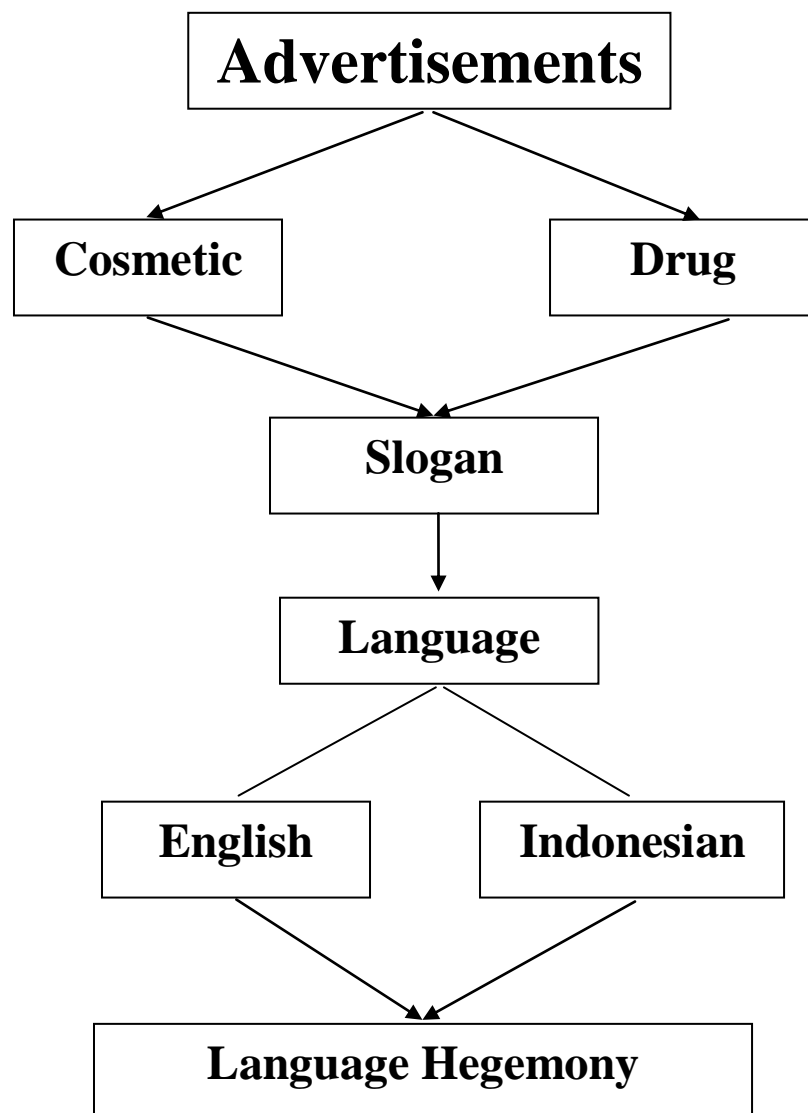 Advertisements
Cosmetic
Drug
Slogan
Language
English
Indonesian
Language Hegemony